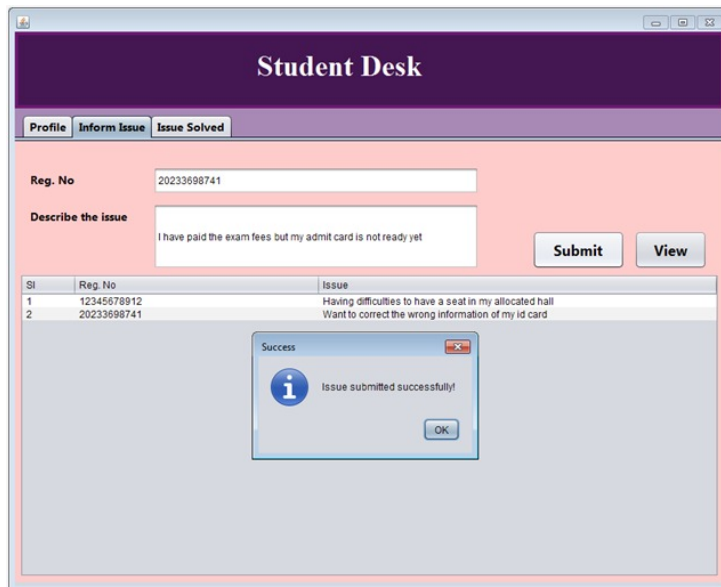 Student Desk
Profile Inform Issue Issue Solved
Reg. No 20233698741
Describe the issue
I have paid the exam fees but my admit card is not ready yet
Submit View
Sl Reg. No Issue
1 12345678912 Having difficulties to have a seat in my allocated hall
2 20233698741 Want to correct the wrong information of my id card
Success
Issue submitted successfully!
OK